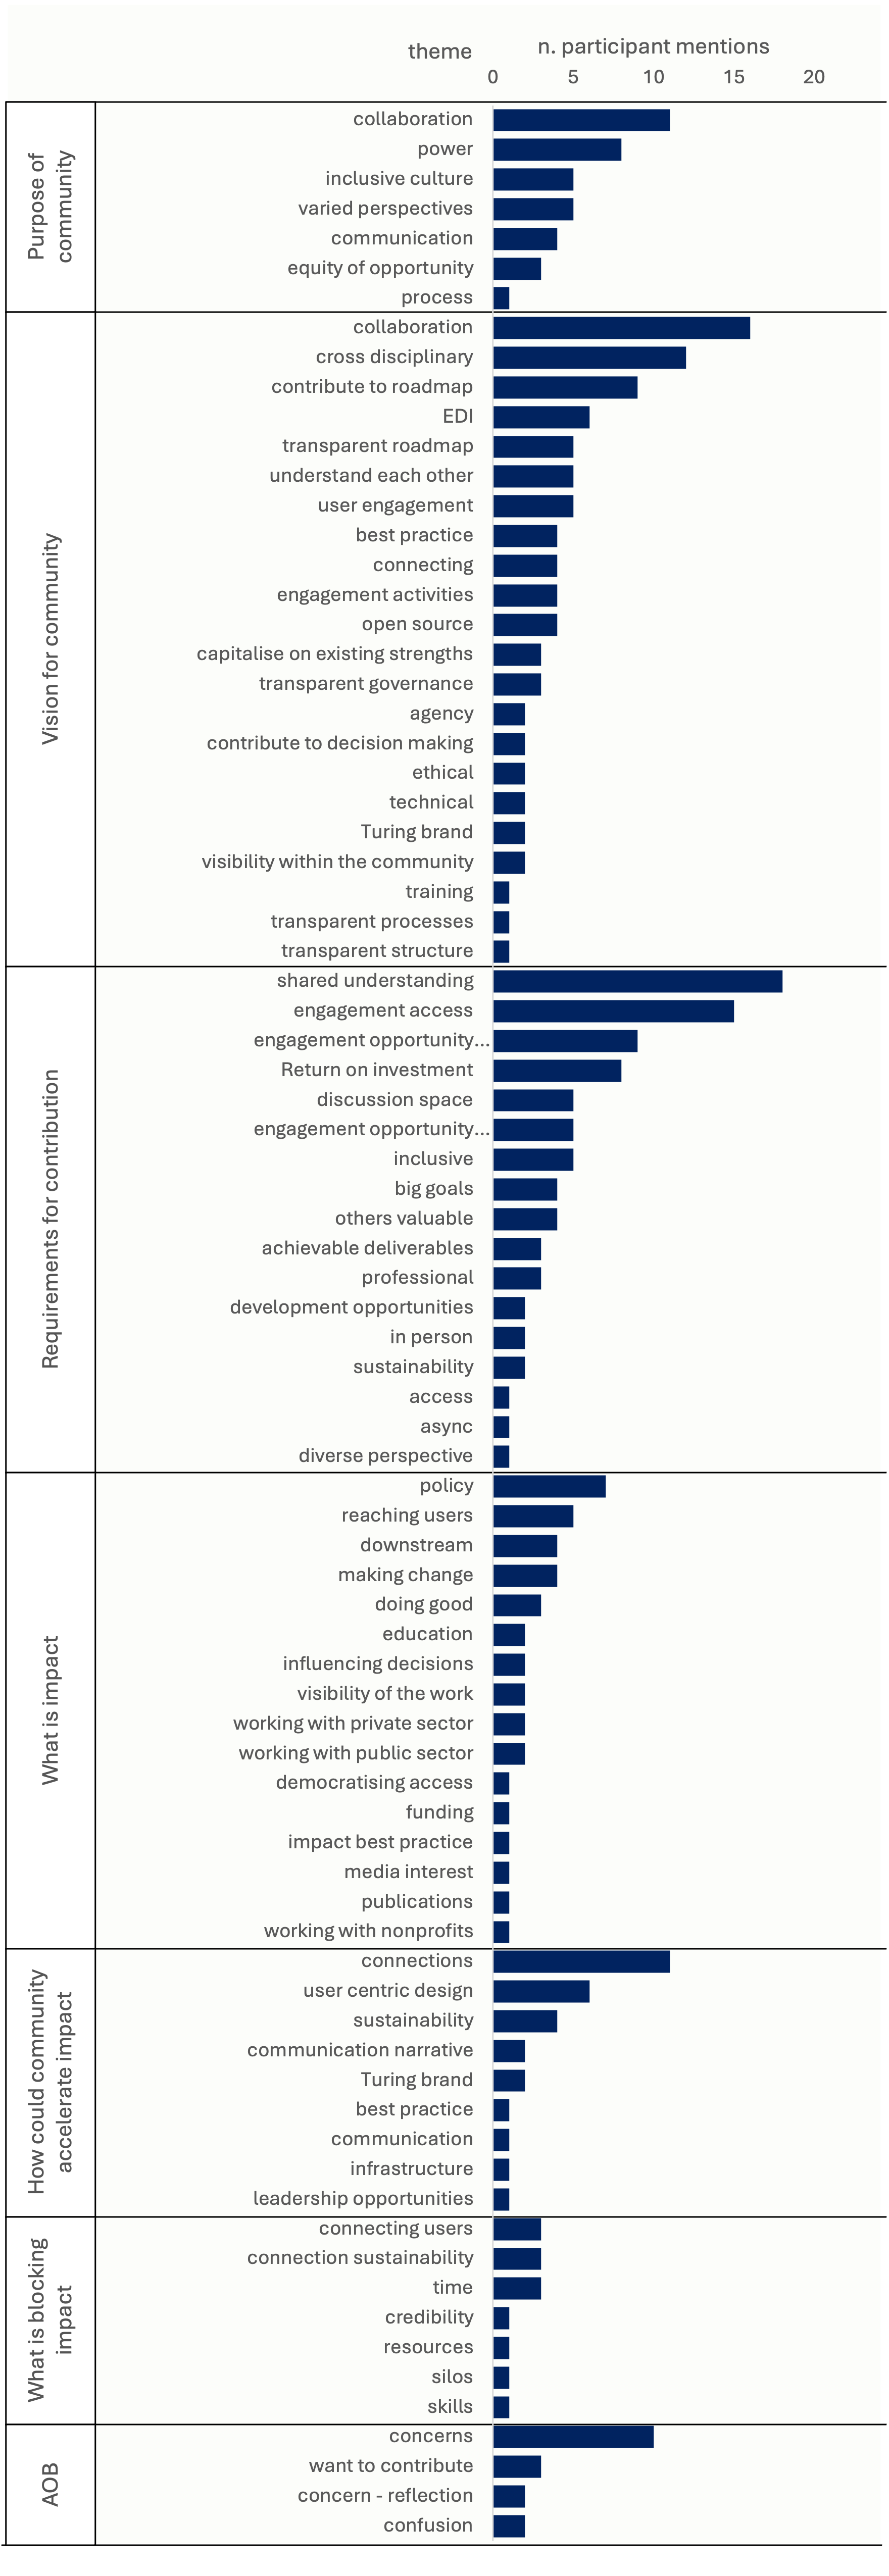 theme
n. participant mentions
0 5 10 15 20
Purpose of
community
collaboration
power
inclusive culture
varied perspectives
communication
equity of opportunity
process
Vision for community
collaboration
cross disciplinary
contribute to roadmap
EDI
transparent roadmap
understand each other
user engagement
best practice
connecting
engagement activities
open source
capitalise on existing strengths
transparent governance
agency
contribute to decision making
ethical
technical
Turing brand
visibility within the community
training
transparent processes
transparent structure
Requirements for contribution
shared understanding
engagement access
engagement opportunity...
Return on investment
discussion space
engagement opportunity...
inclusive
big goals
others valuable
achievable deliverables
professional
development opportunities
in person
sustainability
access
async
diverse perspective
What is impact
policy
reaching users
downstream
making change
doing good
education
influencing decisions
visibility of the work
working with private sector
working with public sector
democratising access
funding
impact best practice
media interest
publications
working with nonprofits
How could community
accelerate impact
connections
user centric design
sustainability
communication narrative
Turing brand
best practice
communication
infrastructure
leadership opportunities
What is blocking
impact
connecting users
connection sustainability
time
credibility
resources
silos
skills
AOB
concerns
want to contribute
concern - reflection
confusion